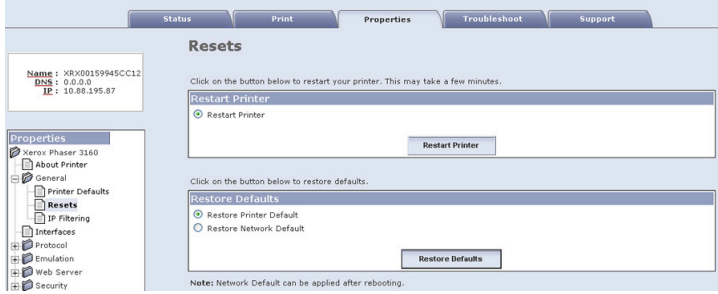 Status Print Properties Troubleshoot Support
Name : XRX00159945CC12
DNS : 0.0.0.0
IP : 10.88.195.87
Properties
Xerox Phaser 3160
About Printer
General
Printer Defaults
Resets
IP Filtering
Interfaces
Protocol
Emulation
Web Server
Security
Resets
Click on the button below to restart your printer. This may take a few minutes.
Restart Printer
Restart Printer
Restart Printer
Click on the button below to restore defaults.
Restore Defaults
Restore Printer Default
Restore Network Default
Restore Defaults
Note: Network Default can be applied after rebooting.